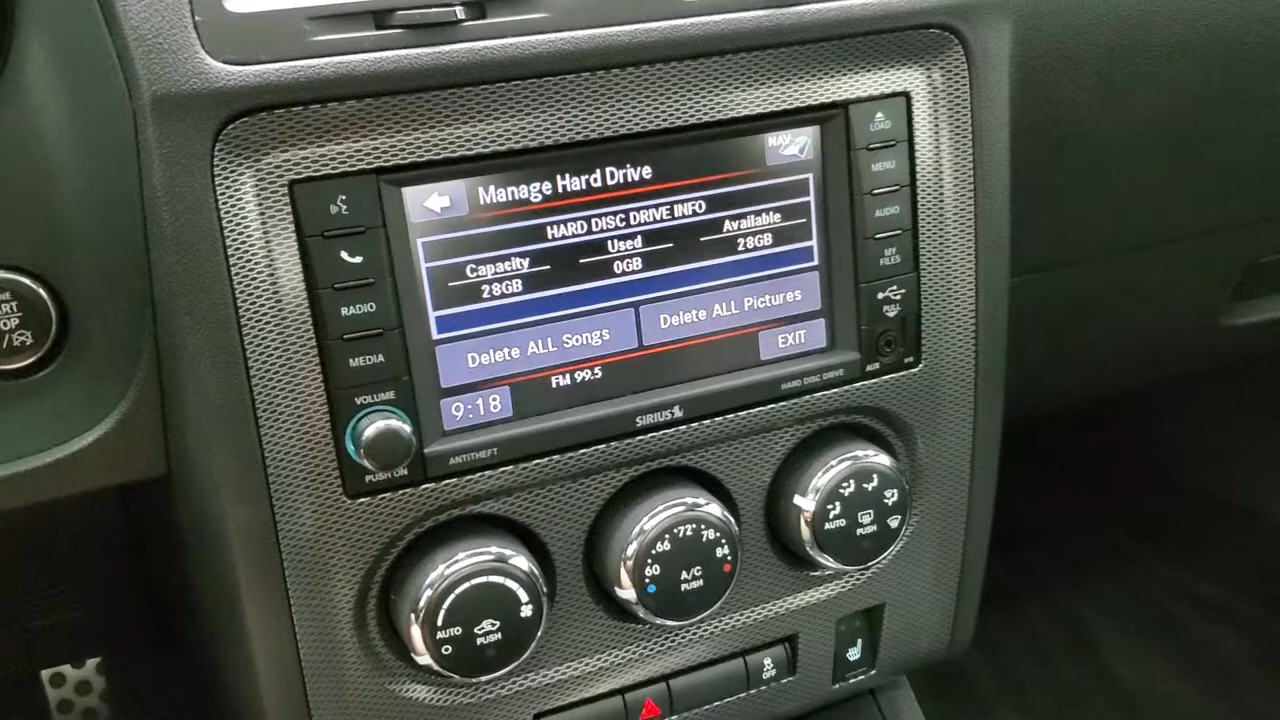 LOAD
NAV
MENU
Manage Hard Drive
HARD DISC DRIVE INFO
Capacity Used Available
28GB 0GB 28GB
AUDIO
MY
FILES
RADIO
PULL
Delete ALL Songs Delete ALL Pictures
MEDIA
EXIT
FM 99.5
AUX
VOLUME
9:18
HARD DISC DRIVE
SIRIUS
PUSH ON
ANTITHEFT
60 66 72 78 84
A/C
PUSH
AUTO
PUSH
AUTO
PUSH
OFF